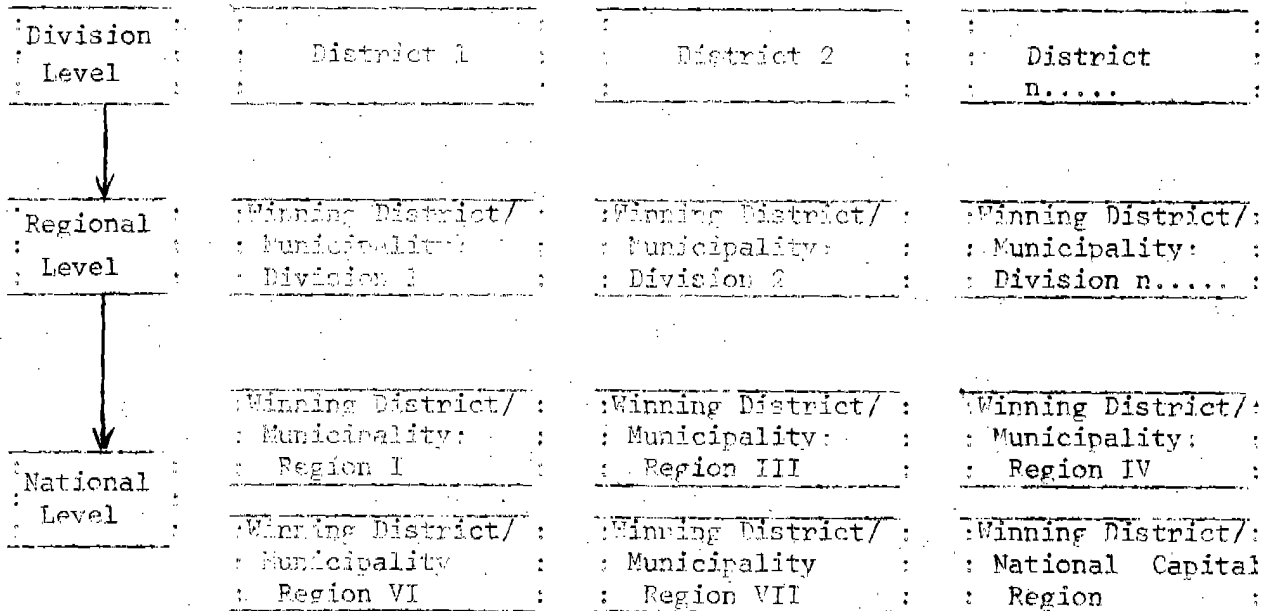 Division
Level
District 1
District 2
District
n.....
Regional
Level
Winning District/
Municipality:
Division 1
Winning District/
Municipality:
Division 2
Winning District/
Municipality:
Division n.....
National
Level
Winning District/
Municipality:
Region I
Winning District/
Municipality:
Region III
Winning District/
Municipality:
Region IV
Winning District/
Municipality
Region VI
Winning District/
Municipality
Region VII
Winning District/
National Capital
Region